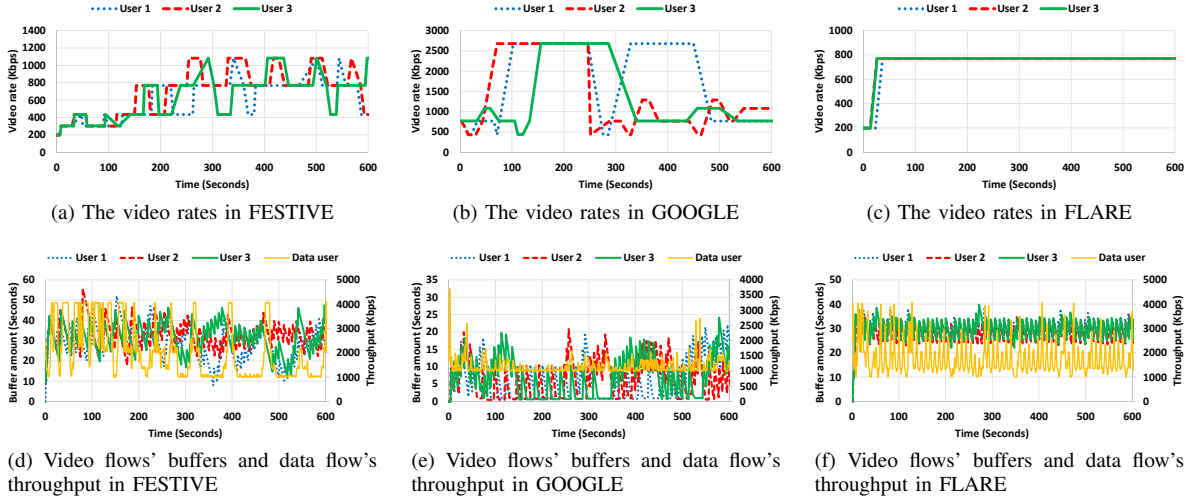 User 1 User 2 User 3
1400
1200
1000
800
600
400
200
0
Video rate (Kbps)
0 100 200 300 400 500 600
Time (Seconds)
(a) The video rates in FESTIVE
User 1 User 2 User 3
3000
2500
2000
1500
1000
500
0
Video rate (Kbps)
0 100 200 300 400 500 600
Time (Seconds)
(b) The video rates in GOOGLE
User 1 User 2 User 3
1000
800
600
400
200
0
Video rate (Kbps)
0 100 200 300 400 500 600
Time (Seconds)
(c) The video rates in FLARE
User 1 User 2 User 3 Data user
60
50
40
30
20
10
0
Buffer amount (Seconds)
5000
4000
3000
2000
1000
0
Throughput (Kbps)
0 100 200 300 400 500 600
Time (Seconds)
(d) Video flows' buffers and data flow's
throughput in FESTIVE
User 1 User 2 User 3 Data user
35
30
25
20
15
10
5
0
Buffer amount (Seconds)
4000
3500
3000
2500
2000
1500
1000
500
0
Throughput (Kbps)
0 100 200 300 400 500 600
Time (Seconds)
(e) Video flows' buffers and data flow's
throughput in GOOGLE
User 1 User 2 User 3 Data user
50
40
30
20
10
0
Buffer amount (Seconds)
5000
4000
3000
2000
1000
0
Throughput (Kbps)
0 100 200 300 400 500 600
Time (Seconds)
(f) Video flows' buffers and data flow's
throughput in FLARE